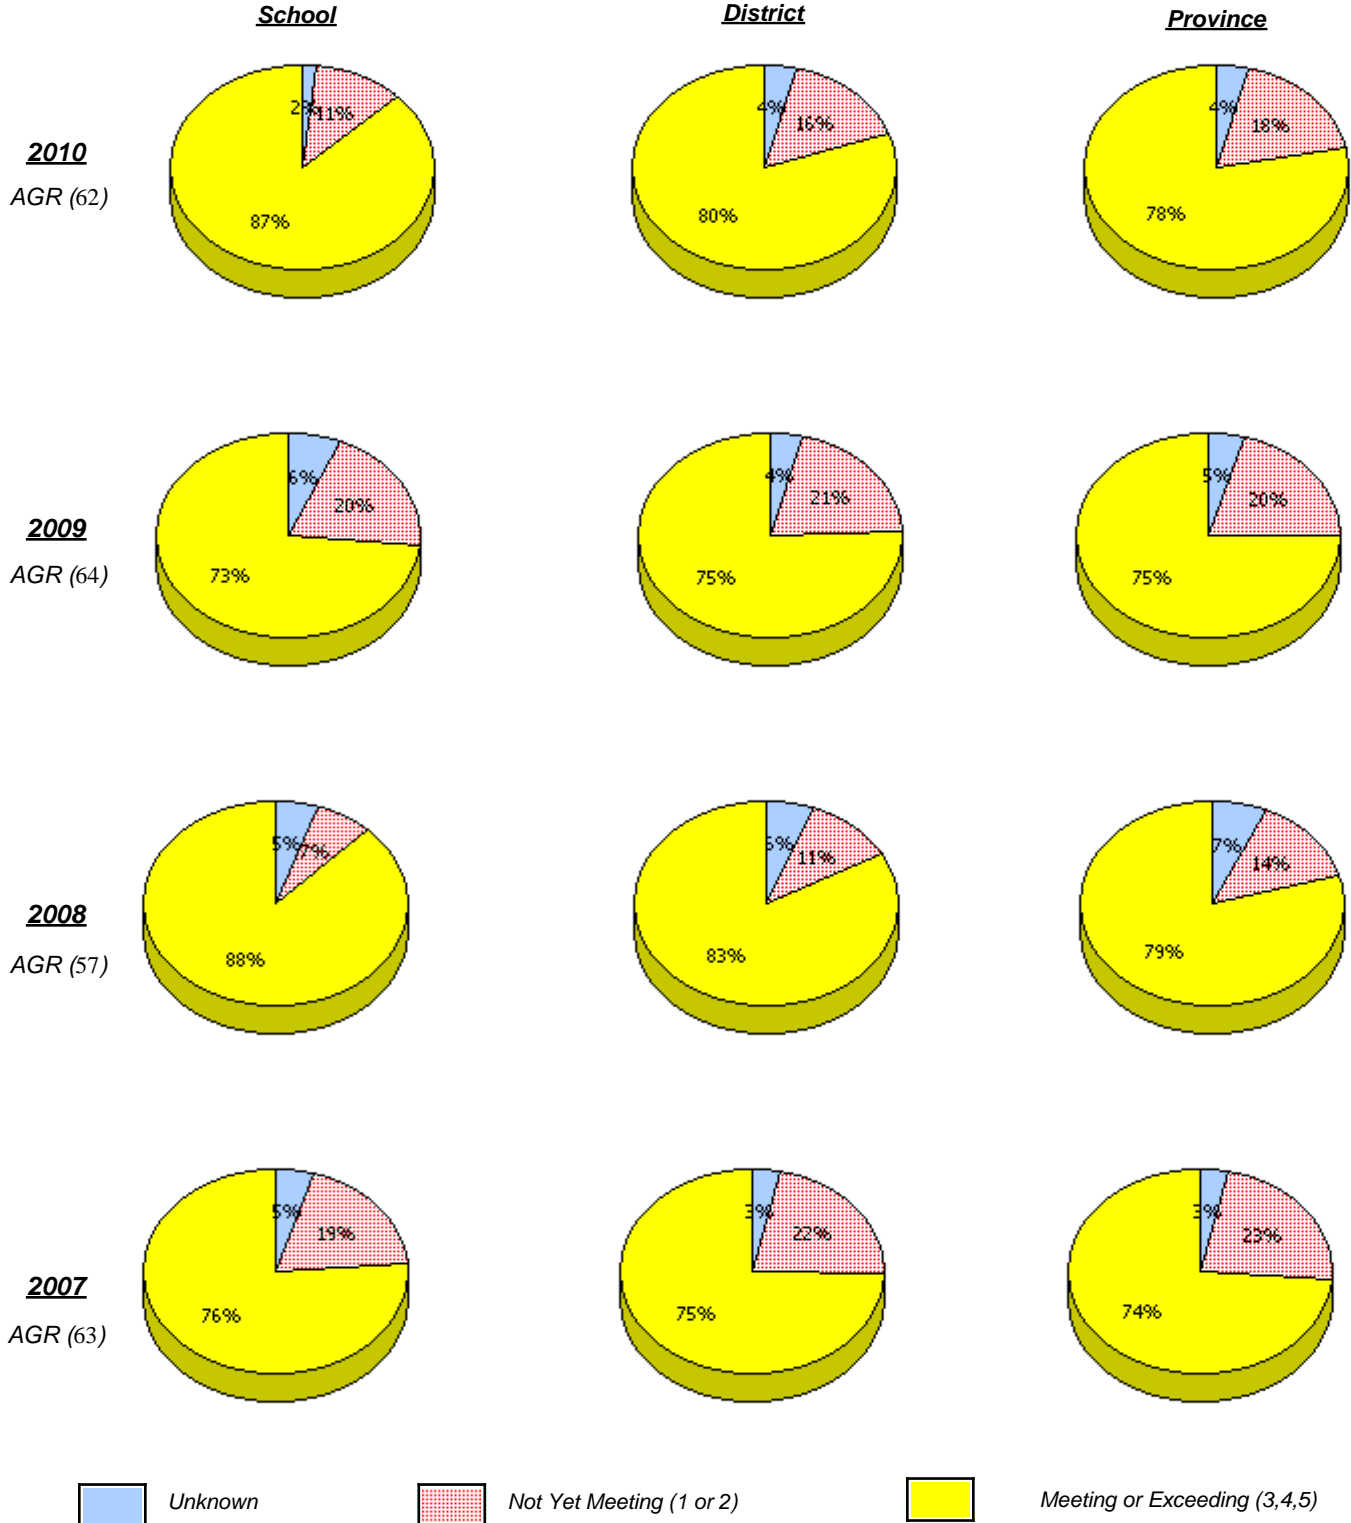 School District Province
2% 11% 4% 16% 4% 18%
2010
AGR (62)
87% 80% 78%
6% 20% 4% 21% 5% 20%
2009
AGR (64)
73% 75% 75%
5% 7% 11% 7% 14%
2008
AGR (57)
88% 83% 79%
5% 19% 3% 22% 3% 23%
2007
AGR (63)
76% 75% 74%
Unknown Not Yet Meeting (1 or 2) Meeting or Exceeding (3,4,5)